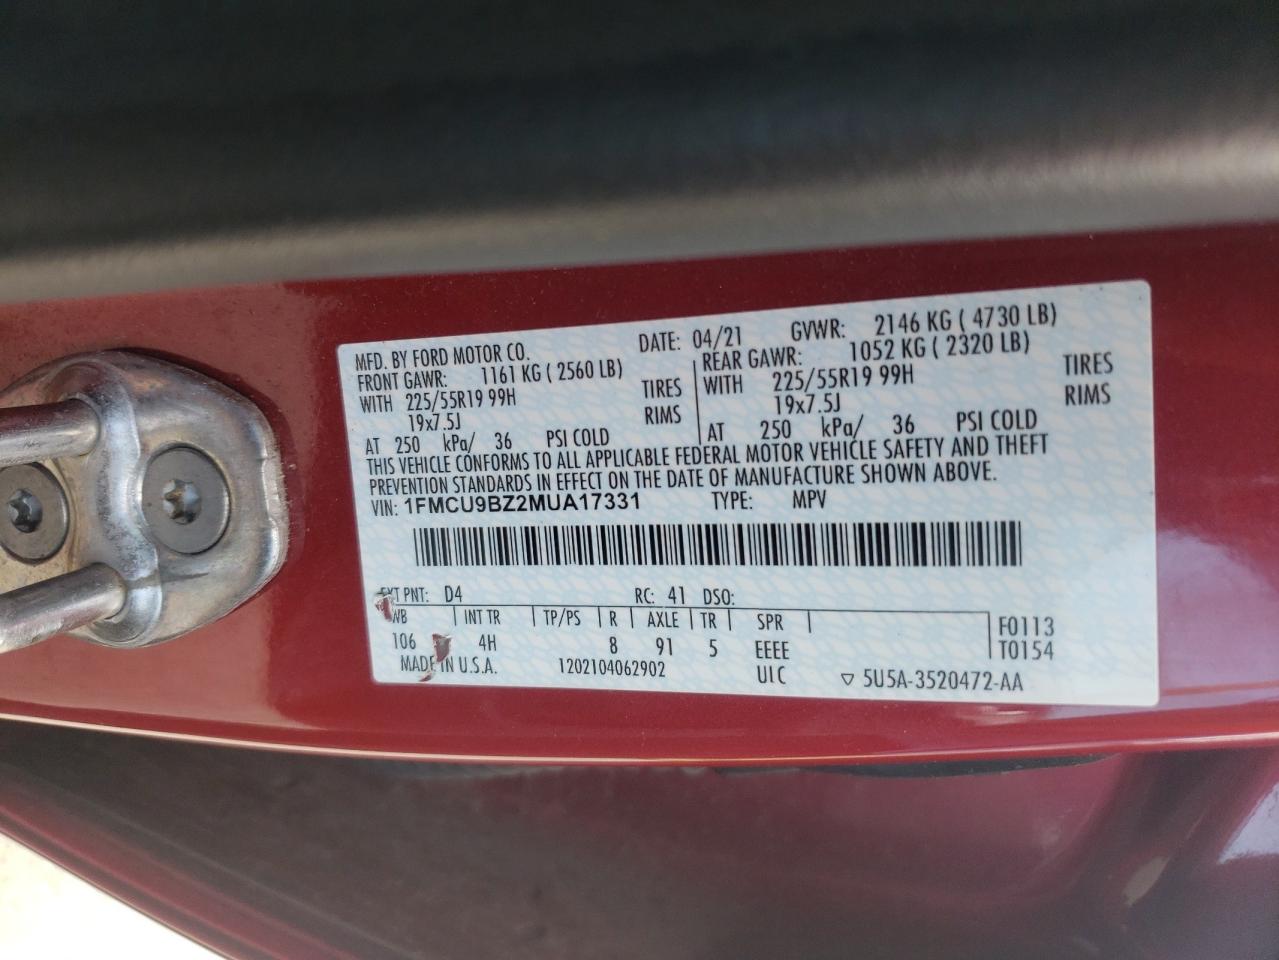 MFD. BY FORD MOTOR CO.
DATE: 04/21 GVWR: 2146 KG ( 4730 LB)
FRONT GAWR: 1161 KG ( 2560 LB)
WITH 225/55R19 99H TIRES
19x7.5J RIMS
AT 250 kPa/ 36 PSI COLD
REAR GAWR: 1052 KG ( 2320 LB)
WITH 225/55R19 99H TIRES
19x7.5J RIMS
AT 250 kPa/ 36 PSI COLD
THIS VEHICLE CONFORMS TO ALL APPLICABLE FEDERAL MOTOR VEHICLE SAFETY AND THEFT
PREVENTION STANDARDS IN EFFECT ON THE DATE OF MANUFACTURE SHOWN ABOVE.
VIN: 1FMCU9BZ2MUA17331 TYPE: MPV
EXT PNT: D4 RC: 41 DSO:
WB INT TR TP/PS R AXLE TR SPR
106 4H 8 91 5 EEEE
F0113
T0154
MADE IN U.S.A. 1202104062902 UIC ▽ 5U5A-3520472-AA